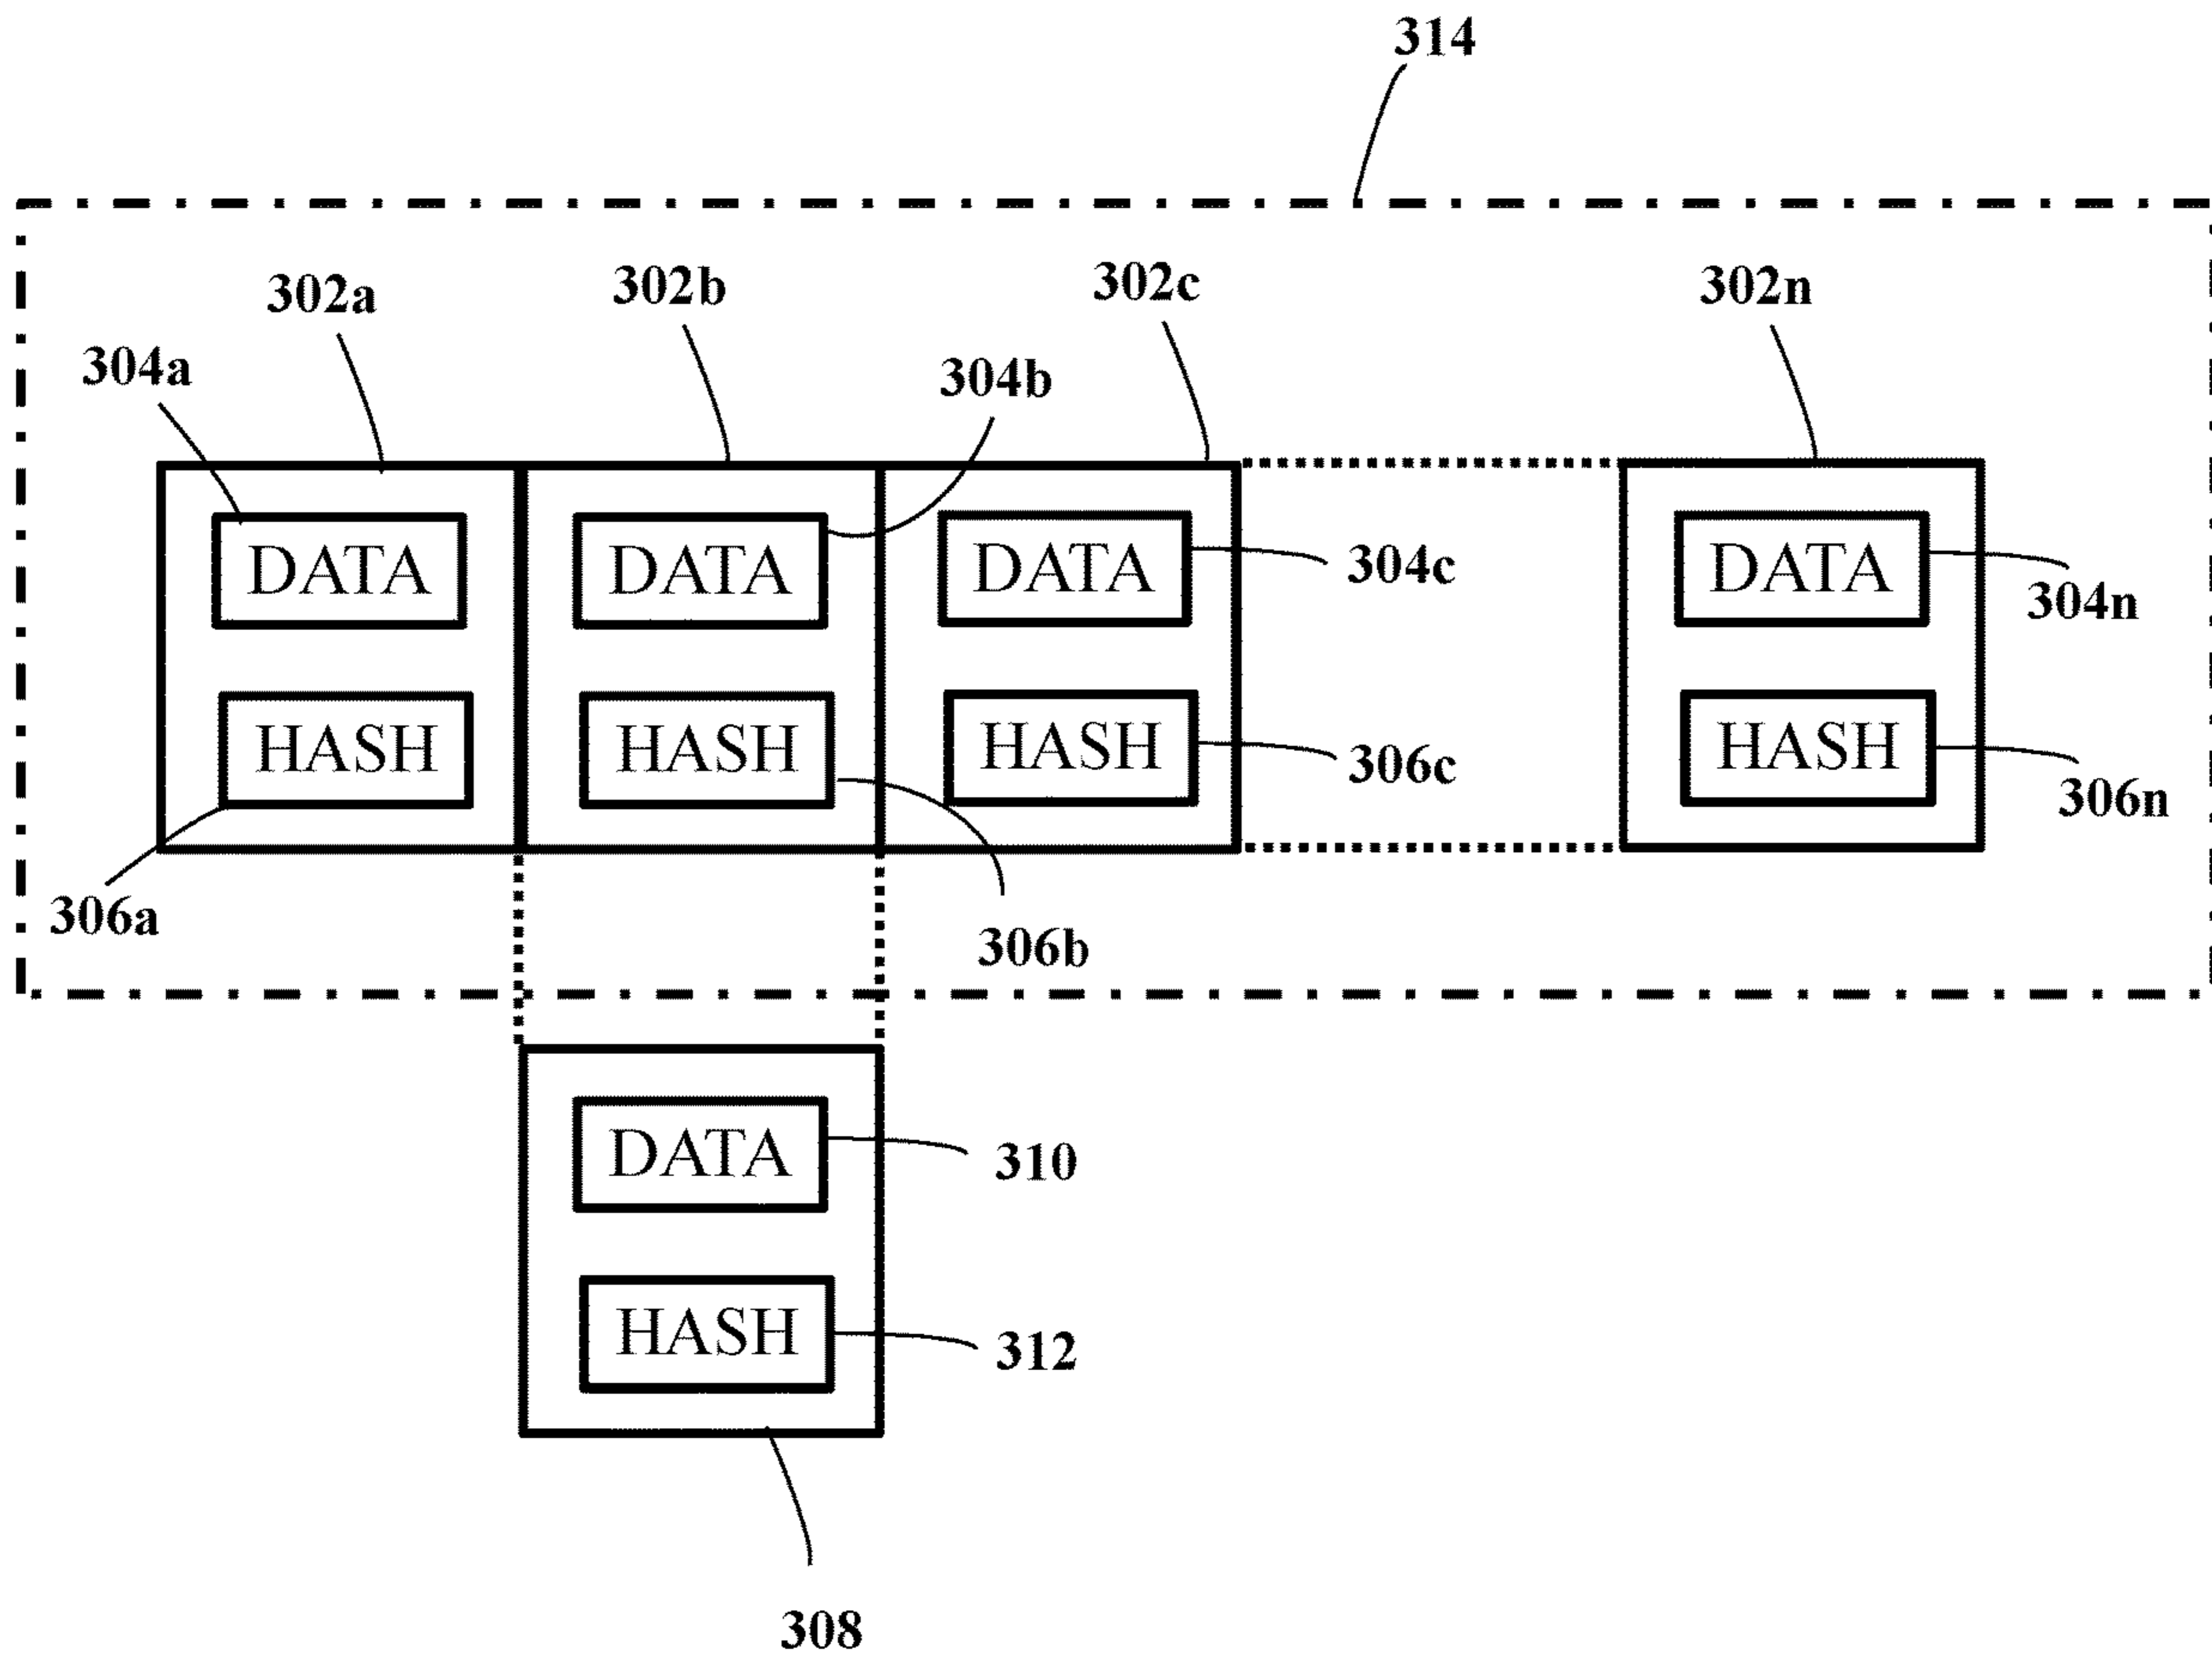 314
302a 302b 302c 302n
304a 304b
DATA DATA DATA DATA
304c 304n
HASH HASH HASH HASH
306c 306n
306a 306b
DATA
310
HASH
312
308